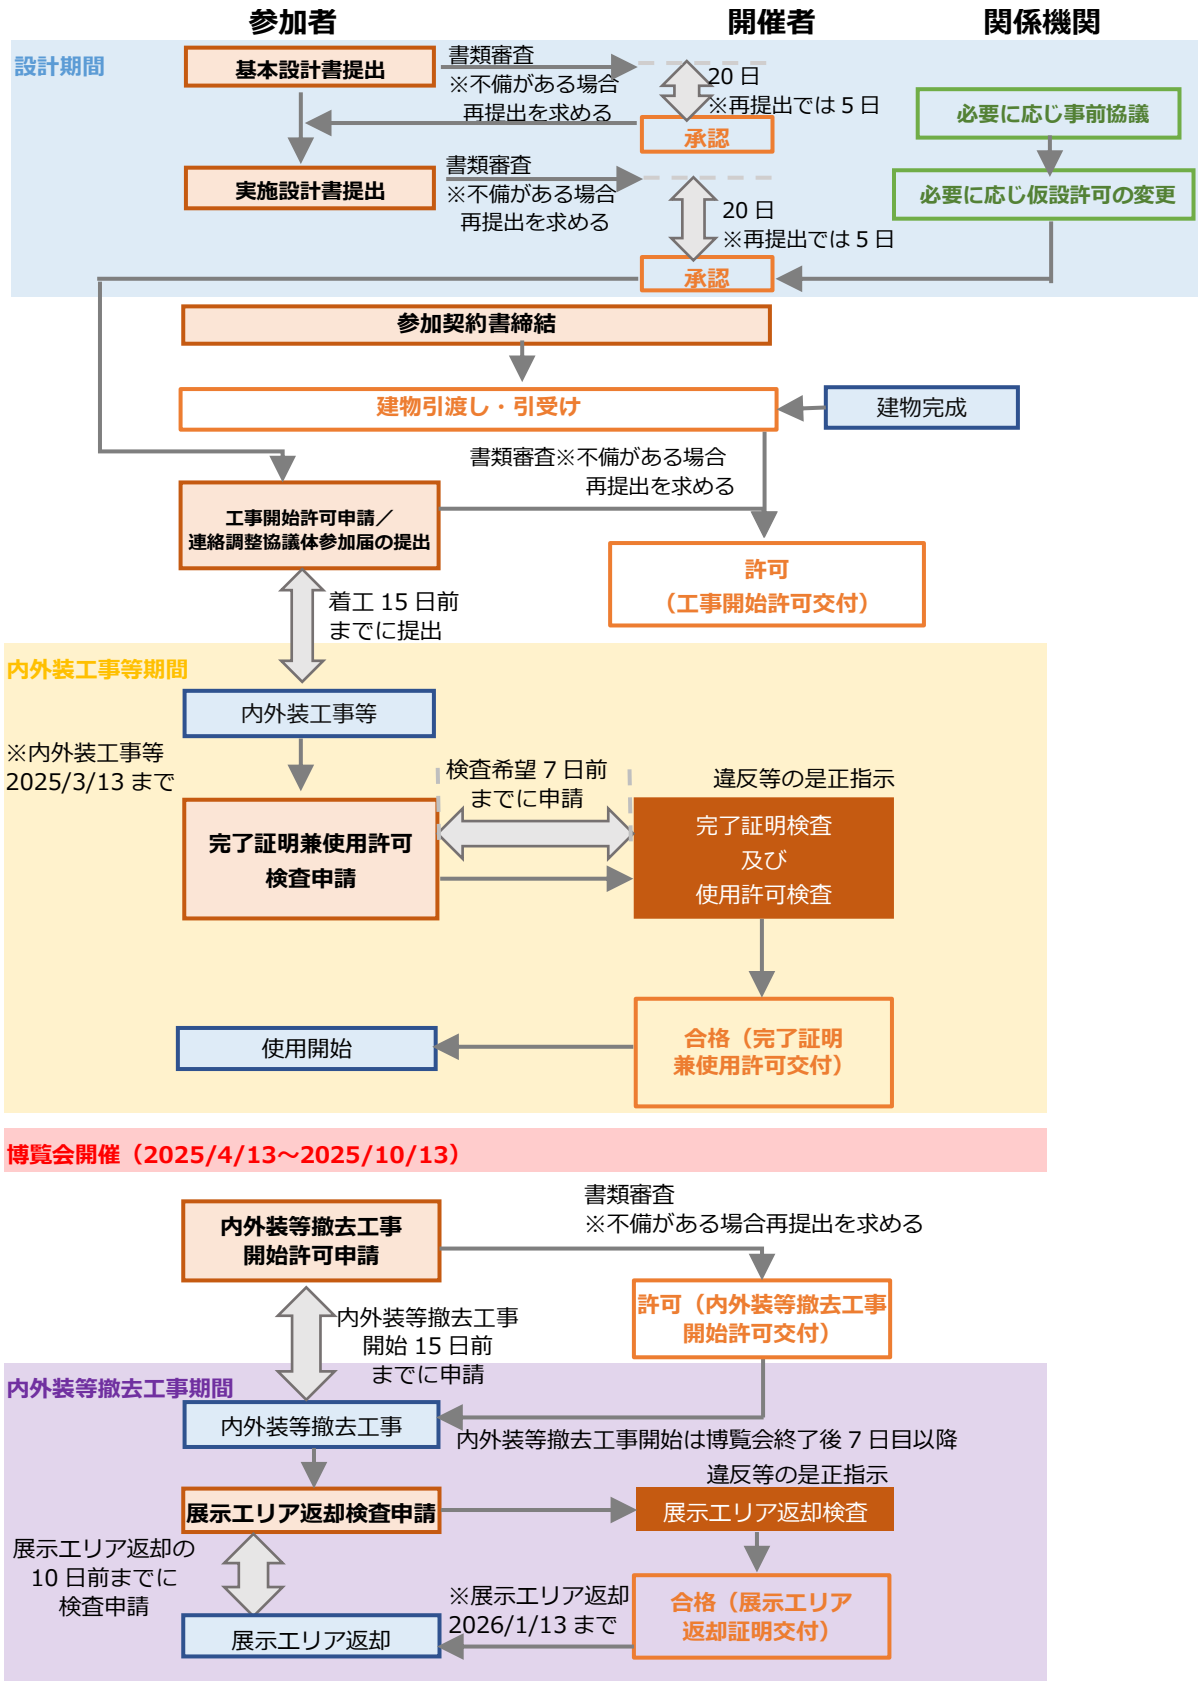 参加者
開催者
関係機関
設計期間
基本設計書提出
書類審査
※不備がある場合
再提出を求める
20日
※再提出では5日
承認
必要に応じ事前協議
実施設計書提出
書類審査
※不備がある場合
再提出を求める
20日
※再提出では5日
必要に応じ仮設許可の変更
承認
参加契約書締結
建物引渡し・引受け
建物完成
書類審査※不備がある場合
再提出を求める
工事開始許可申請／
連絡調整協議体参加届の提出
許可
（工事開始許可交付）
着工15日前
までに提出
内外装工事等期間
内外装工事等
※内外装工事等
2025/3/13まで
検査希望7日前
までに申請
違反等の是正指示
完了証明兼使用許可
検査申請
完了証明検査
及び
使用許可検査
使用開始
合格（完了証明
兼使用許可交付）
博覧会開催（2025/4/13～2025/10/13）
書類審査
※不備がある場合再提出を求める
内外装等撤去工事
開始許可申請
許可（内外装等撤去工事
開始許可交付）
内外装等撤去工事
開始15日前
までに申請
内外装等撤去工事期間
内外装等撤去工事
内外装等撤去工事開始は博覧会終了後7日目以降
違反等の是正指示
展示エリア返却検査申請
展示エリア返却検査
展示エリア返却の
10日前までに
検査申請
※展示エリア返却
2026/1/13まで
合格（展示エリア
返却証明交付）
展示エリア返却